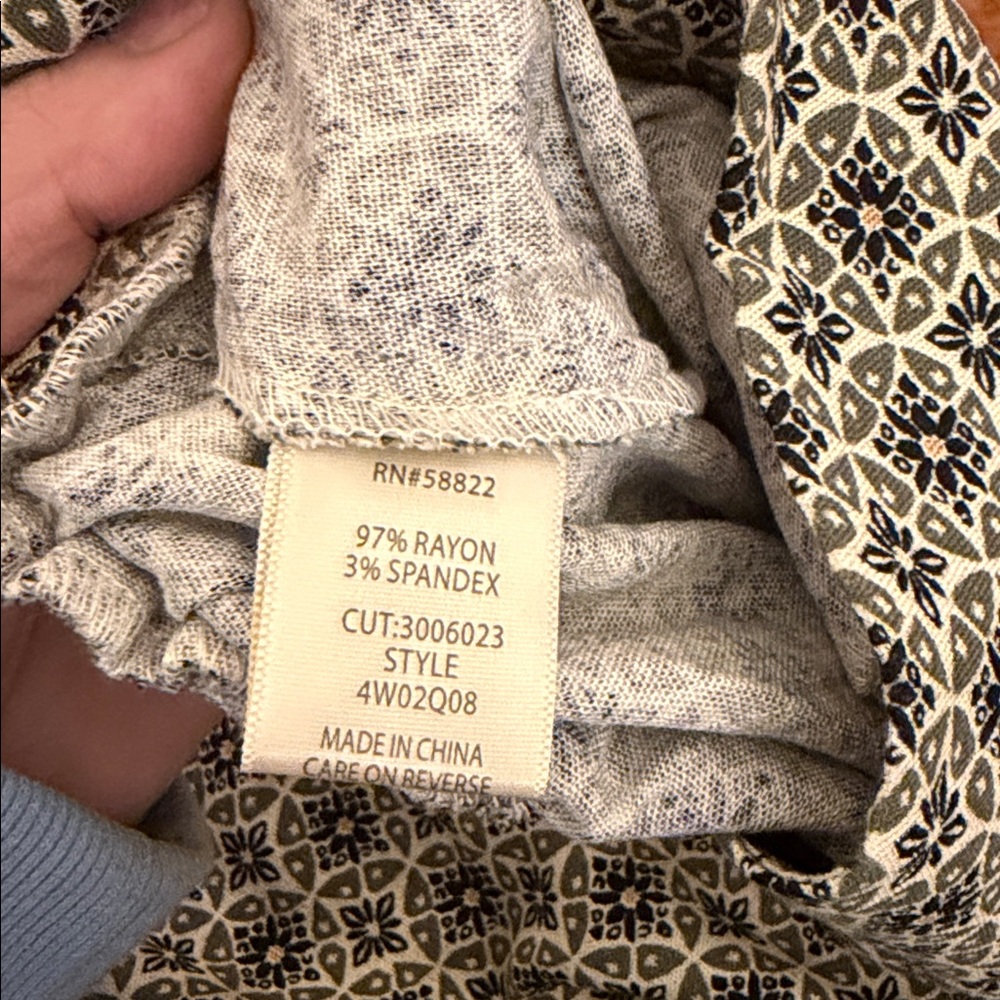 RN#58822
97% RAYON
3% SPANDEX
CUT:3006023
STYLE
4W02Q08
MADE IN CHINA
CARE ON REVERSE